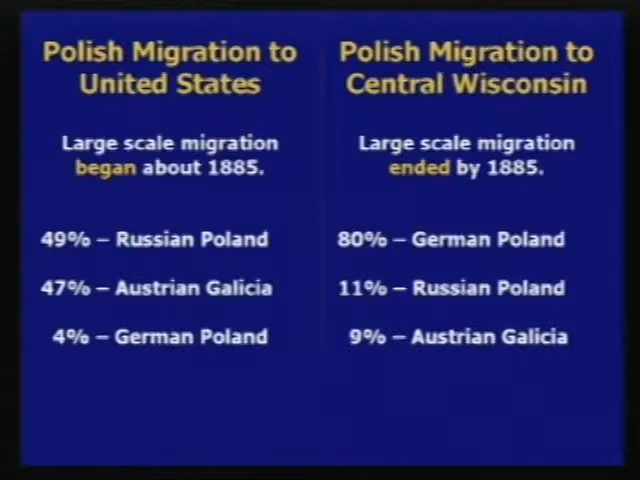 Polish Migration to
United States
Large scale migration
began about 1885.
49% – Russian Poland
47% – Austrian Galicia
4% – German Poland
Polish Migration to
Central Wisconsin
Large scale migration
ended by 1885.
80% – German Poland
11% – Russian Poland
9% – Austrian Galicia